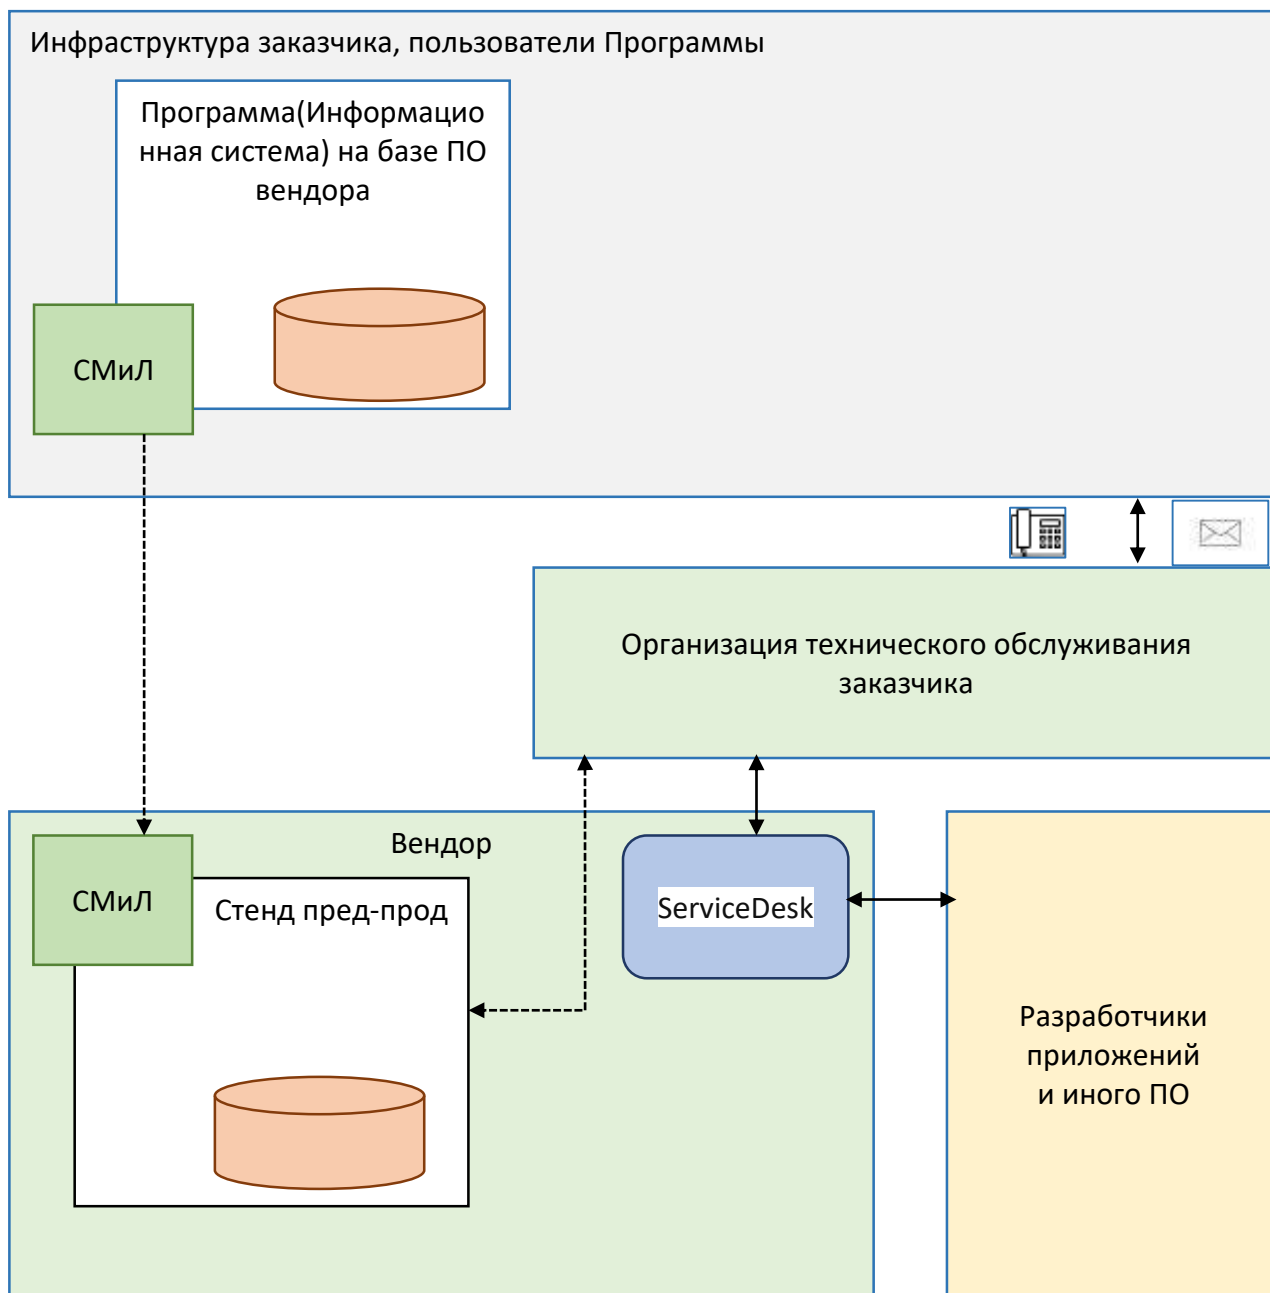 Инфраструктура заказчика, пользователи Программы
Программа(Информацио
нная система) на базе ПО
вендора
СМиЛ
Организация технического обслуживания
заказчика
Вендор
СМиЛ
Стенд пред-прод
ServiceDesk
Разработчики
приложений
и иного ПО